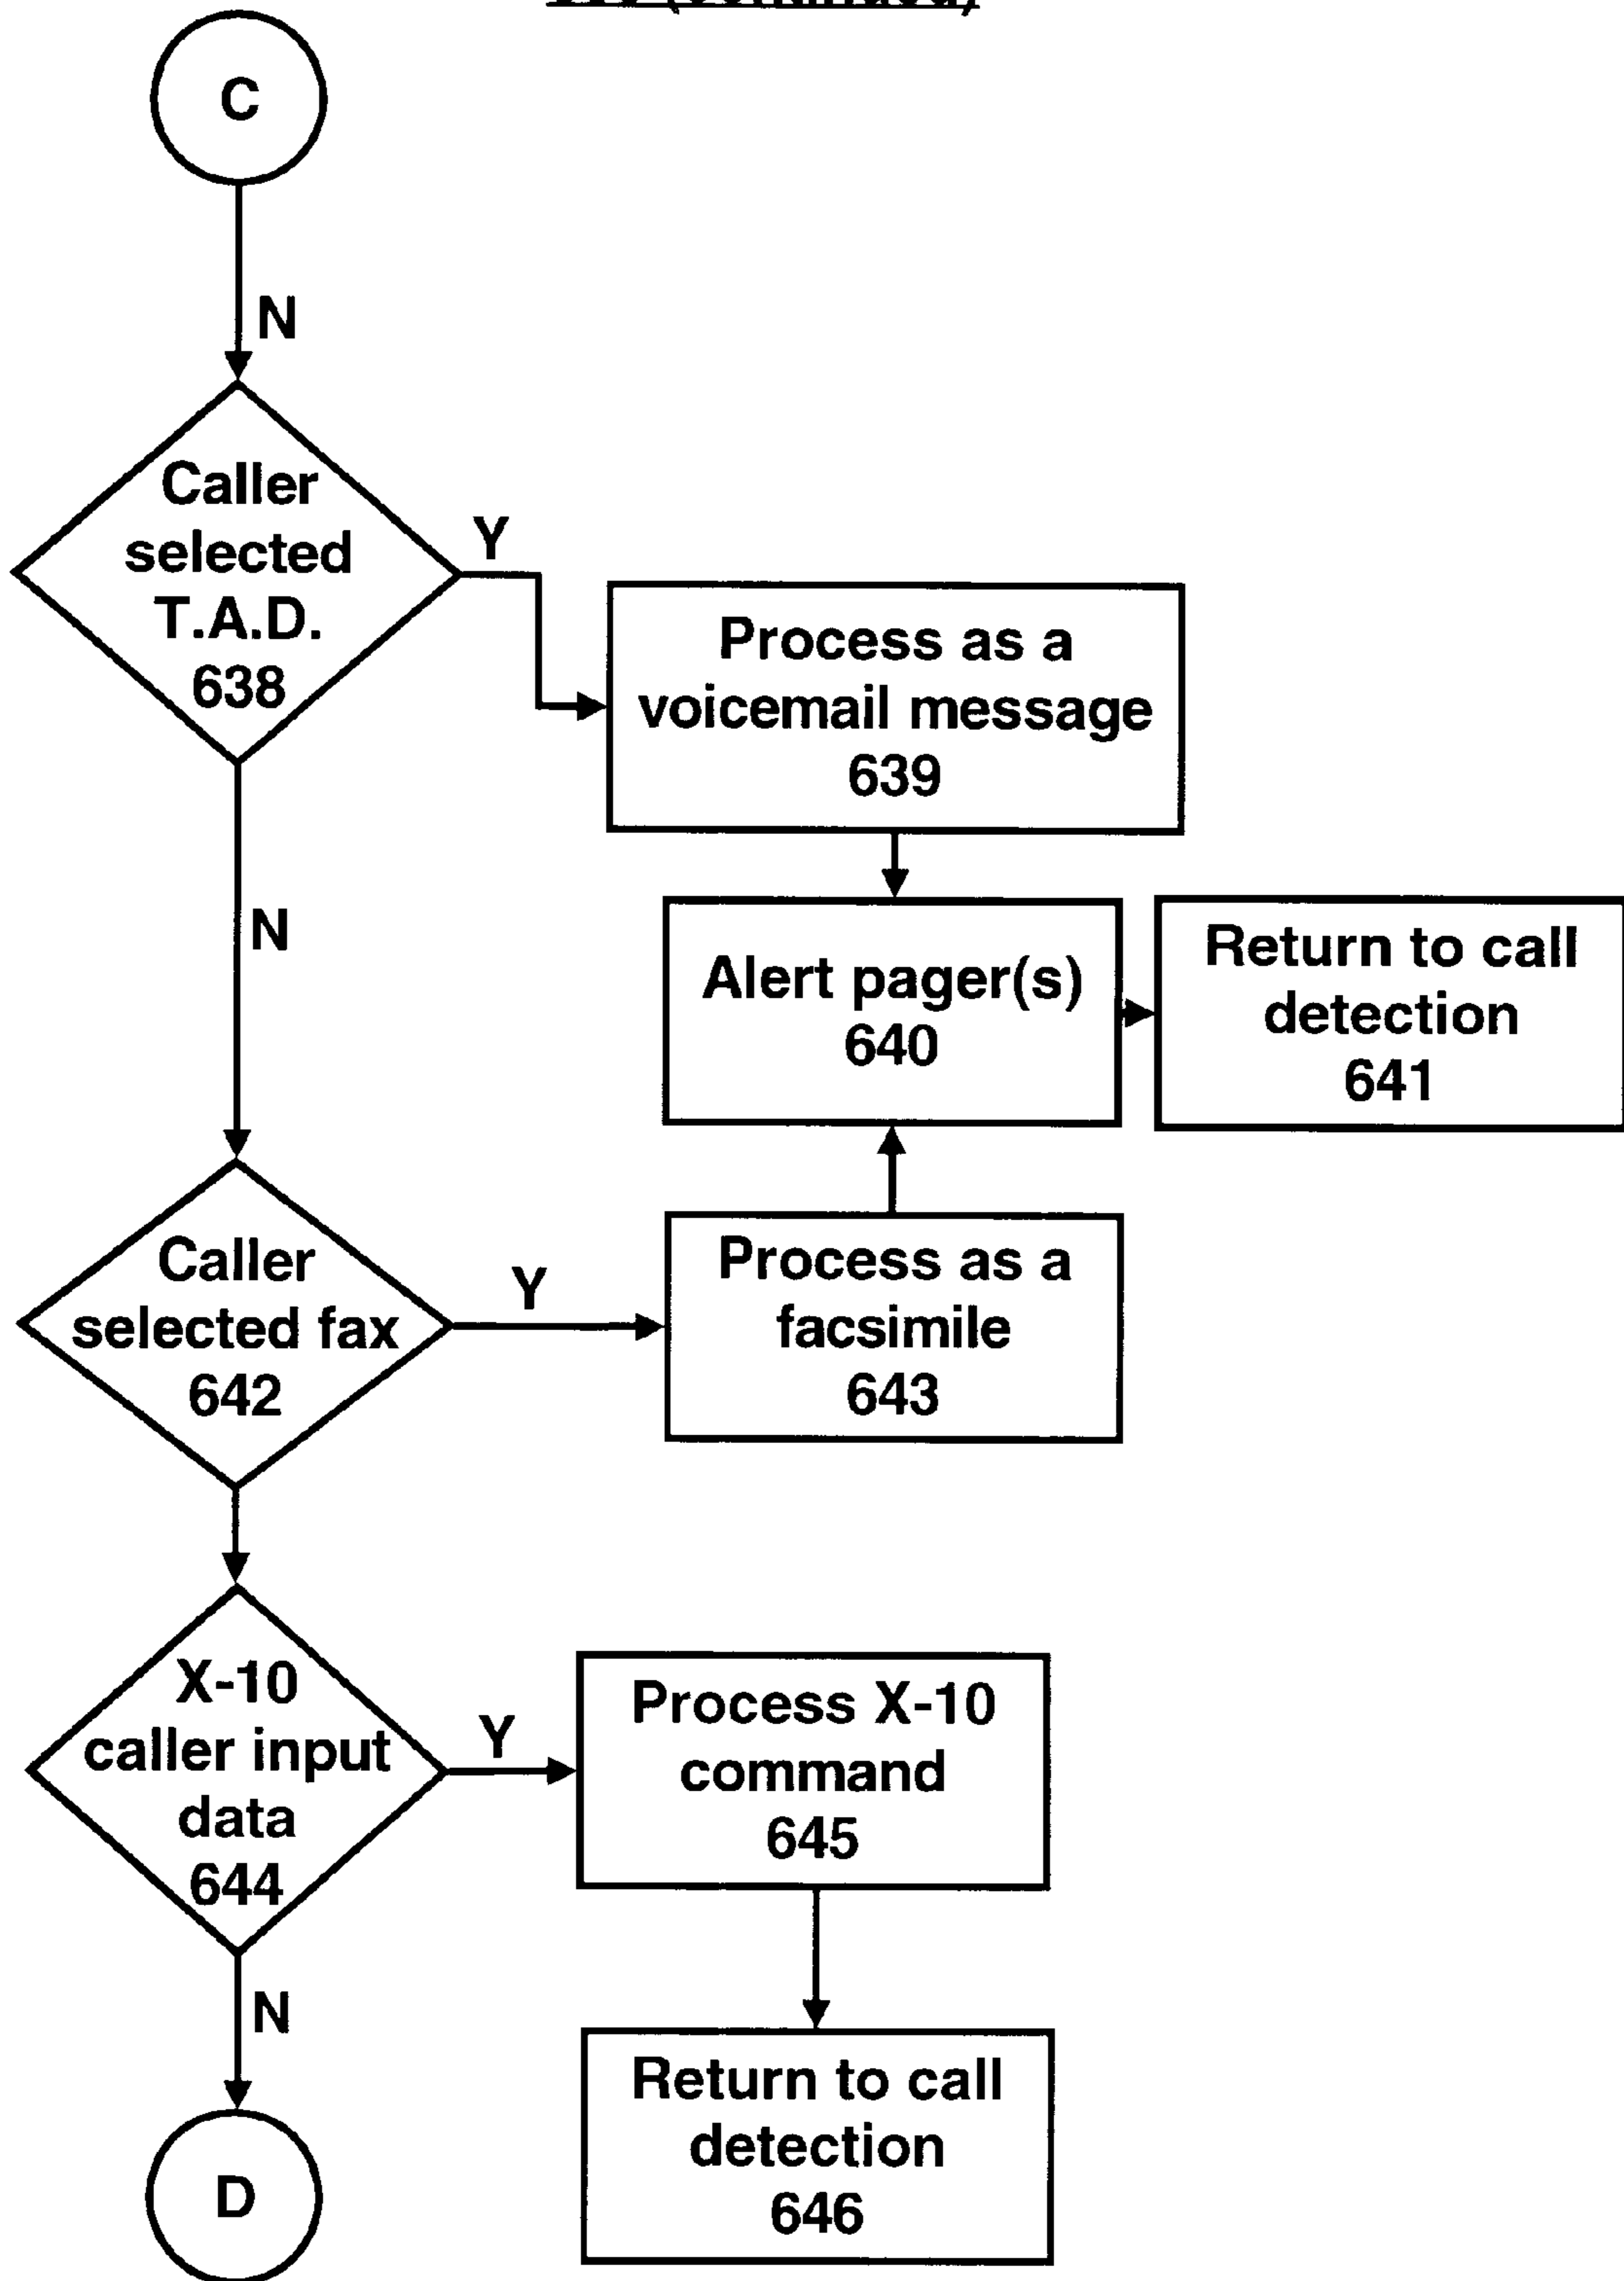 C
N
Caller
selected
T.A.D.
638
Y
Process as a
voicemail message
639
N
Alert pager(s)
640
Return to call
detection
641
Caller
selected fax
642
Y
Process as a
facsimile
643
X-10
caller input
data
644
Y
Process X-10
command
645
N
Return to call
detection
646
D